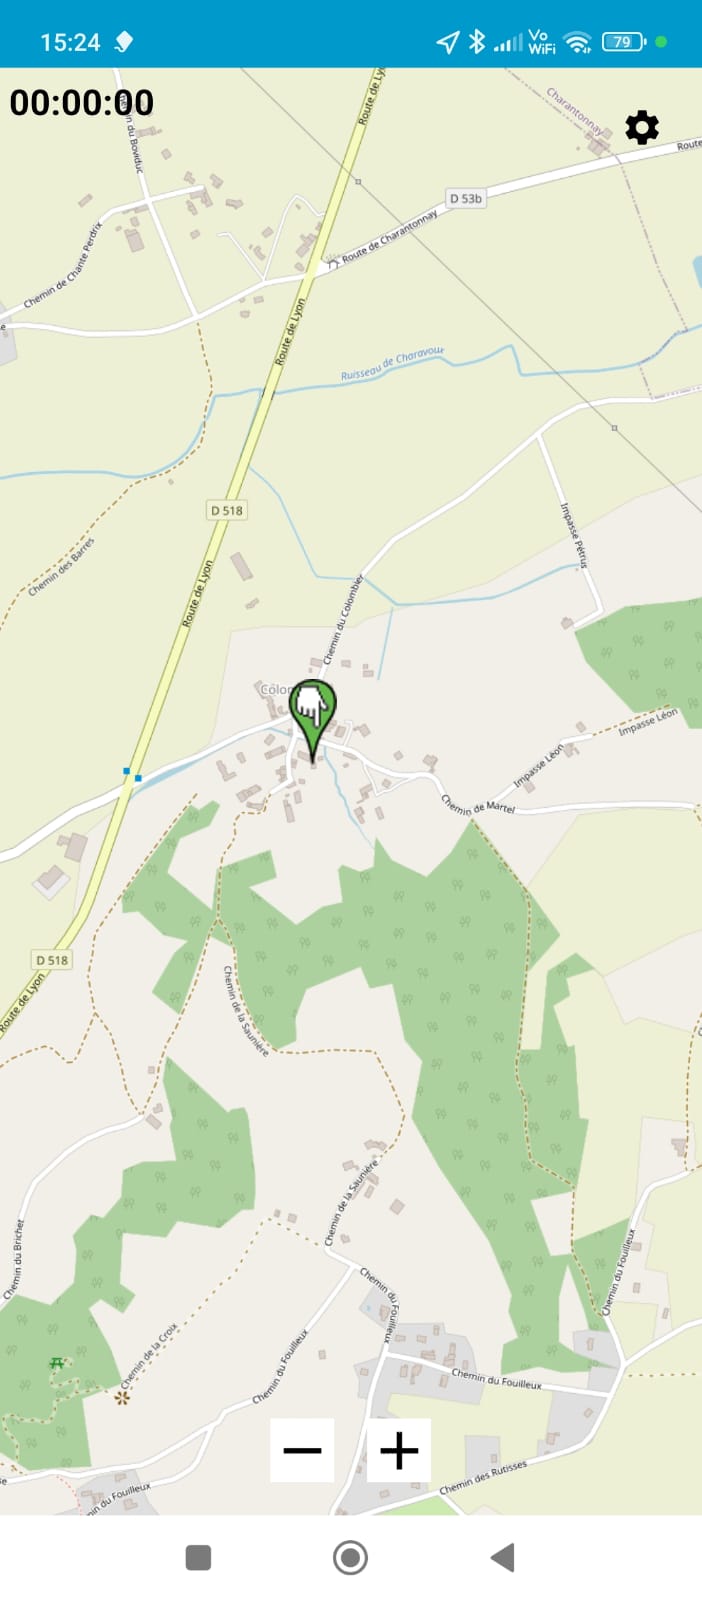 15:24
Vo
WiFi
79
00:00:00
Chemin du Boviduc
Route de Lyon
Charantonnay
Route
D 53b
Route de Charantonnay
Chemin de Chante Perdrix
Route de Lyon
Ruisseau de Charavoux
D 518
Impasse Pétrus
Chemin des Barres
Route de Lyon
Chemin du Colombier
Impasse Léon
Impasse Léon
Chemin de Martel
D 518
Route de Lyon
Chemin de la Saunière
Chemin de la Saunière
Chemin du Brichet
Chemin du Fouilleux
Chemin du Fouilleux
Chemin de la Croix
Chemin du Fouilleux
Chemin du Fouilleux
Chemin des Rutisses
du Fouilleux